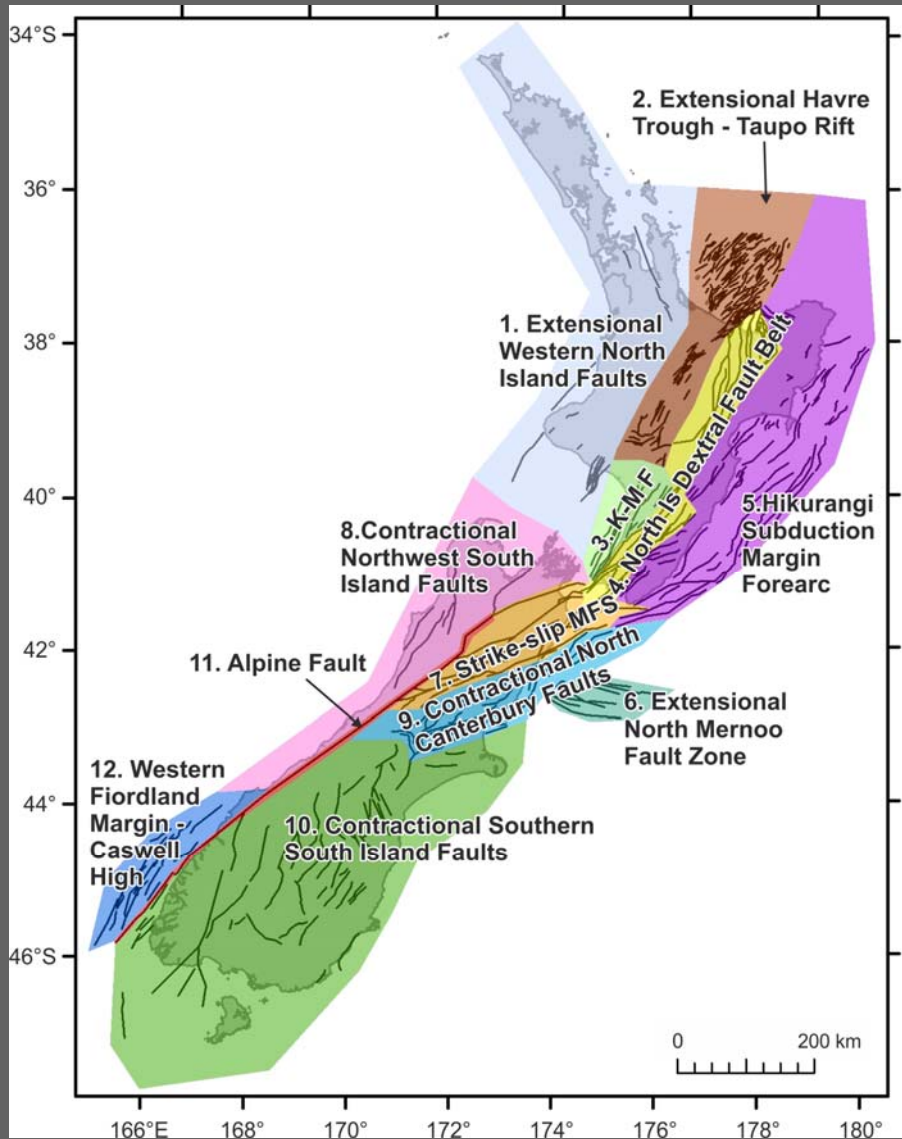 34°S
2. Extensional Havre
Trough - Taupo Rift
36°
1. Extensional
Western North
Island Faults
38°
4. North Is Dextral Fault Belt
3. K-M-F
40°
5.Hikurangi
Subduction
Margin
Forearc
8.Contractional
Northwest South
Island Faults
42°
7. Strike-slip MFS
11. Alpine Fault
9. Contractional North
Canterbury Faults
6. Extensional
North Mernoo
Fault Zone
12. Western
Fiordland
Margin -
Caswell
High
44°
10. Contractional Southern
South Island Faults
46°S
0 200 km
166°E 168° 170° 172° 174° 176° 178° 180°